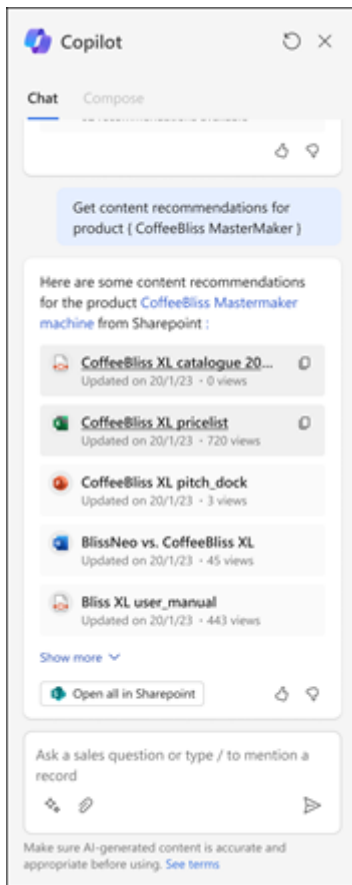 Copilot
Chat Compose
Get content recommendations for
product { CoffeeBliss MasterMaker }
Here are some content recommendations
for the product CoffeeBliss Mastermaker
machine from Sharepoint :
CoffeeBliss XL catalogue 20...
Updated on 20/1/23 • 0 views
CoffeeBliss XL pricelist
Updated on 20/1/23 • 720 views
CoffeeBliss XL pitch_dock
Updated on 20/1/23 • 3 views
BlissNeo vs. CoffeeBliss XL
Updated on 20/1/23 • 45 views
Bliss XL user_manual
Updated on 20/1/23 • 443 views
Show more
Open all in Sharepoint
Ask a sales question or type / to mention a
record
Make sure AI-generated content is accurate and
appropriate before using. See terms